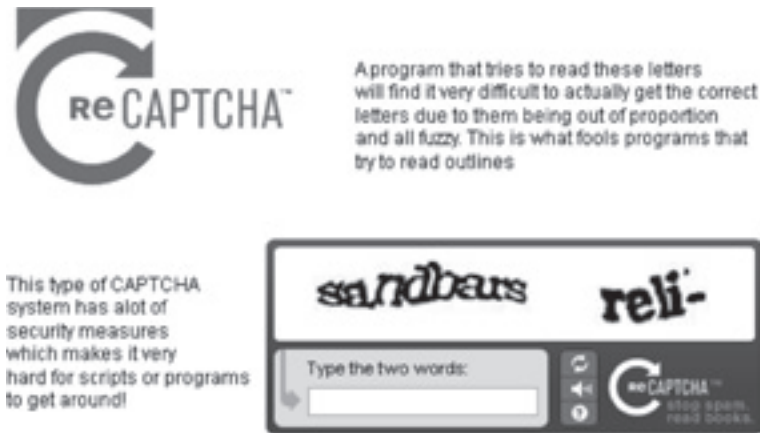 ReCAPTCHA™
A program that tries to read these letters
will find it very difficult to actually get the correct
letters due to them being out of proportion
and all fuzzy. This is what fools programs that
try to read outlines
This type of CAPTCHA
system has alot of
security measures
which makes it very
hard for scripts or programs
to get around!
sandbars reli-
Type the two words:
ReCAPTCHA™
stop spam.
read books.